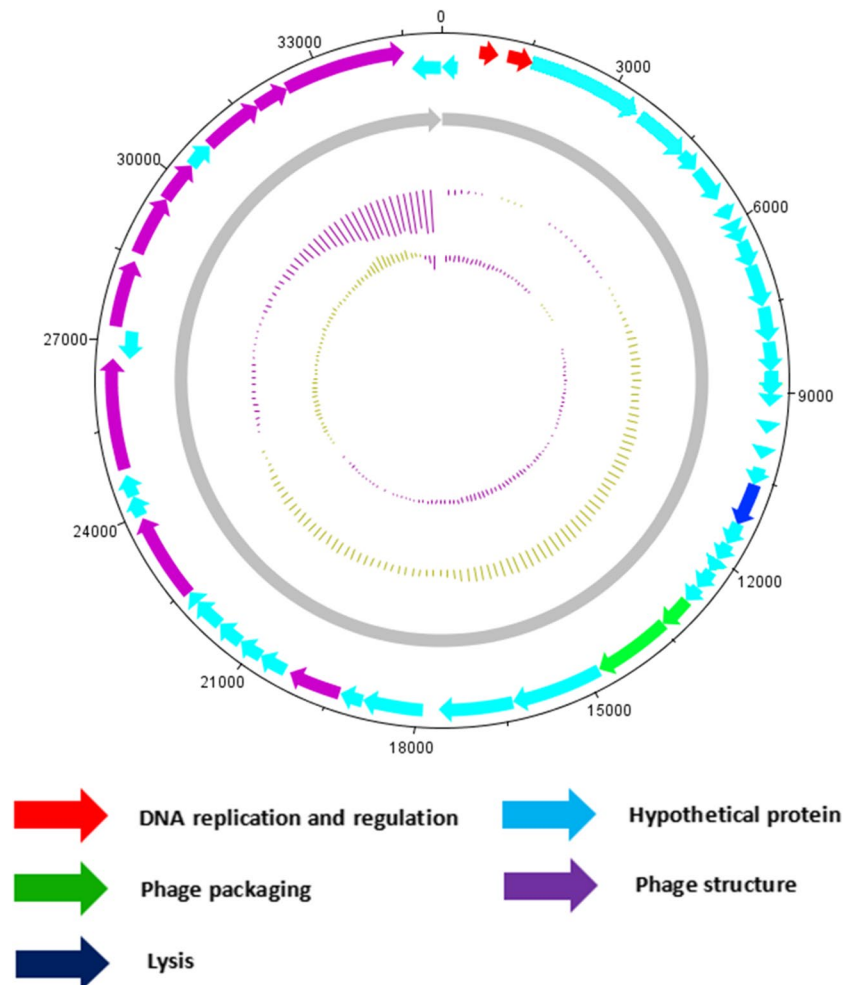 0
33000
3000
30000
6000
27000
9000
24000
12000
21000
15000
18000
DNA replication and regulation
Hypothetical protein
Phage packaging
Phage structure
Lysis